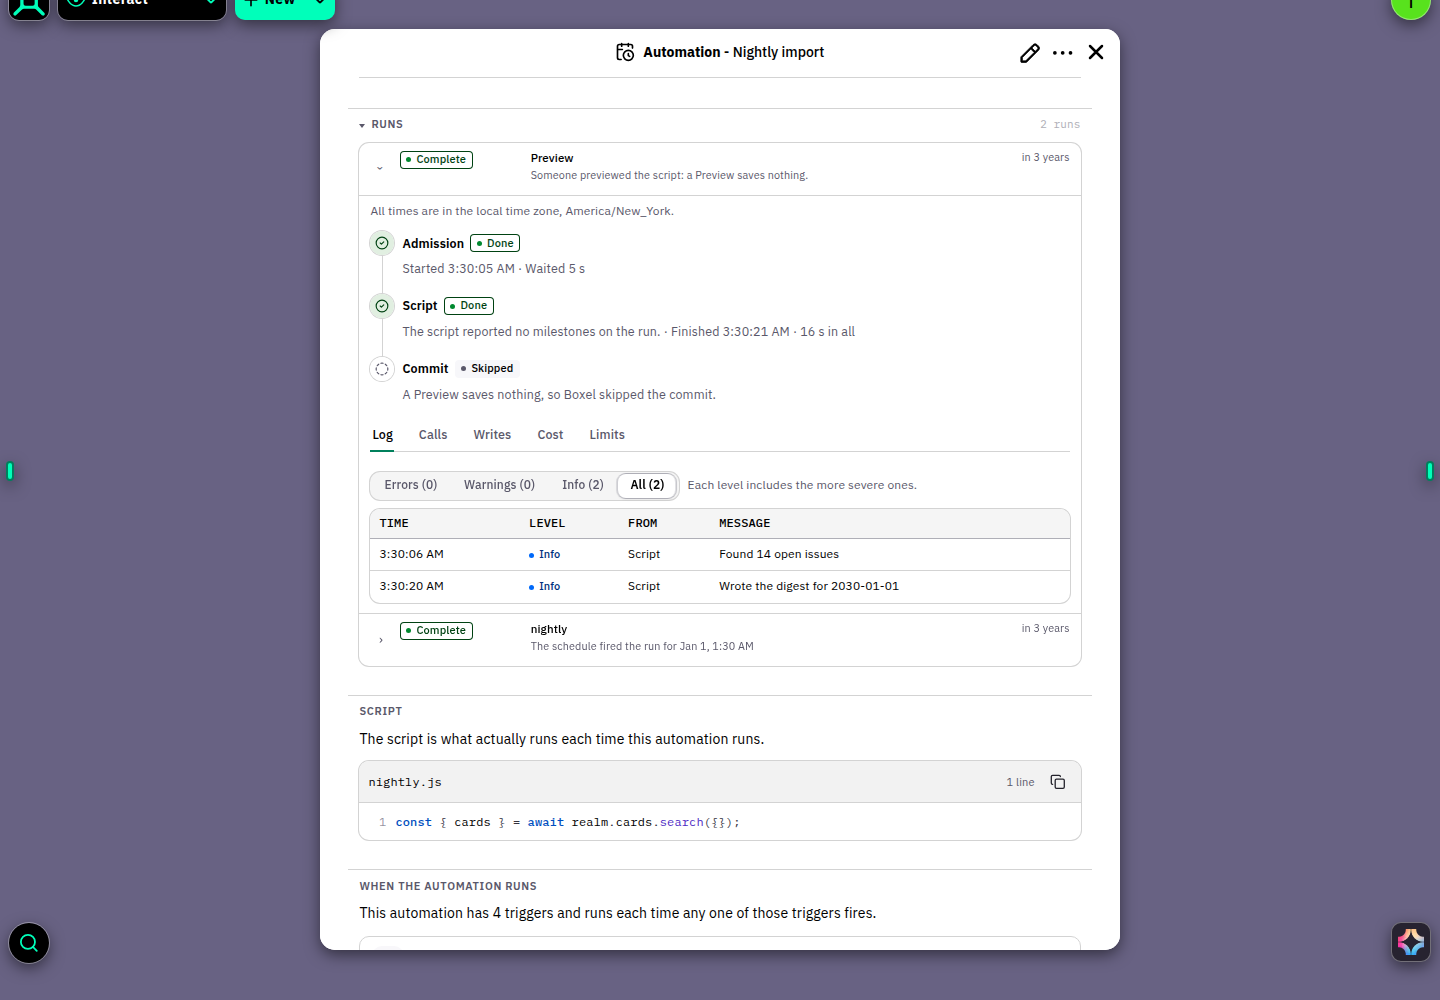 Interact
New
Automation - Nightly import
RUNS
2 runs
Complete
Preview
in 3 years
Someone previewed the script: a Preview saves nothing.
All times are in the local time zone, America/New_York.
Admission Done
Started 3:30:05 AM · Waited 5 s
Script Done
The script reported no milestones on the run. · Finished 3:30:21 AM · 16 s in all
Commit Skipped
A Preview saves nothing, so Boxel skipped the commit.
Log Calls Writes Cost Limits
Errors (0) Warnings (0) Info (2) All (2) Each level includes the more severe ones.
TIME LEVEL FROM MESSAGE
3:30:06 AM Info Script Found 14 open issues
3:30:20 AM Info Script Wrote the digest for 2030-01-01
Complete
nightly
in 3 years
The schedule fired the run for Jan 1, 1:30 AM
SCRIPT
The script is what actually runs each time this automation runs.
nightly.js 1 line
1 const { cards } = await realm.cards.search({});
WHEN THE AUTOMATION RUNS
This automation has 4 triggers and runs each time any one of those triggers fires.